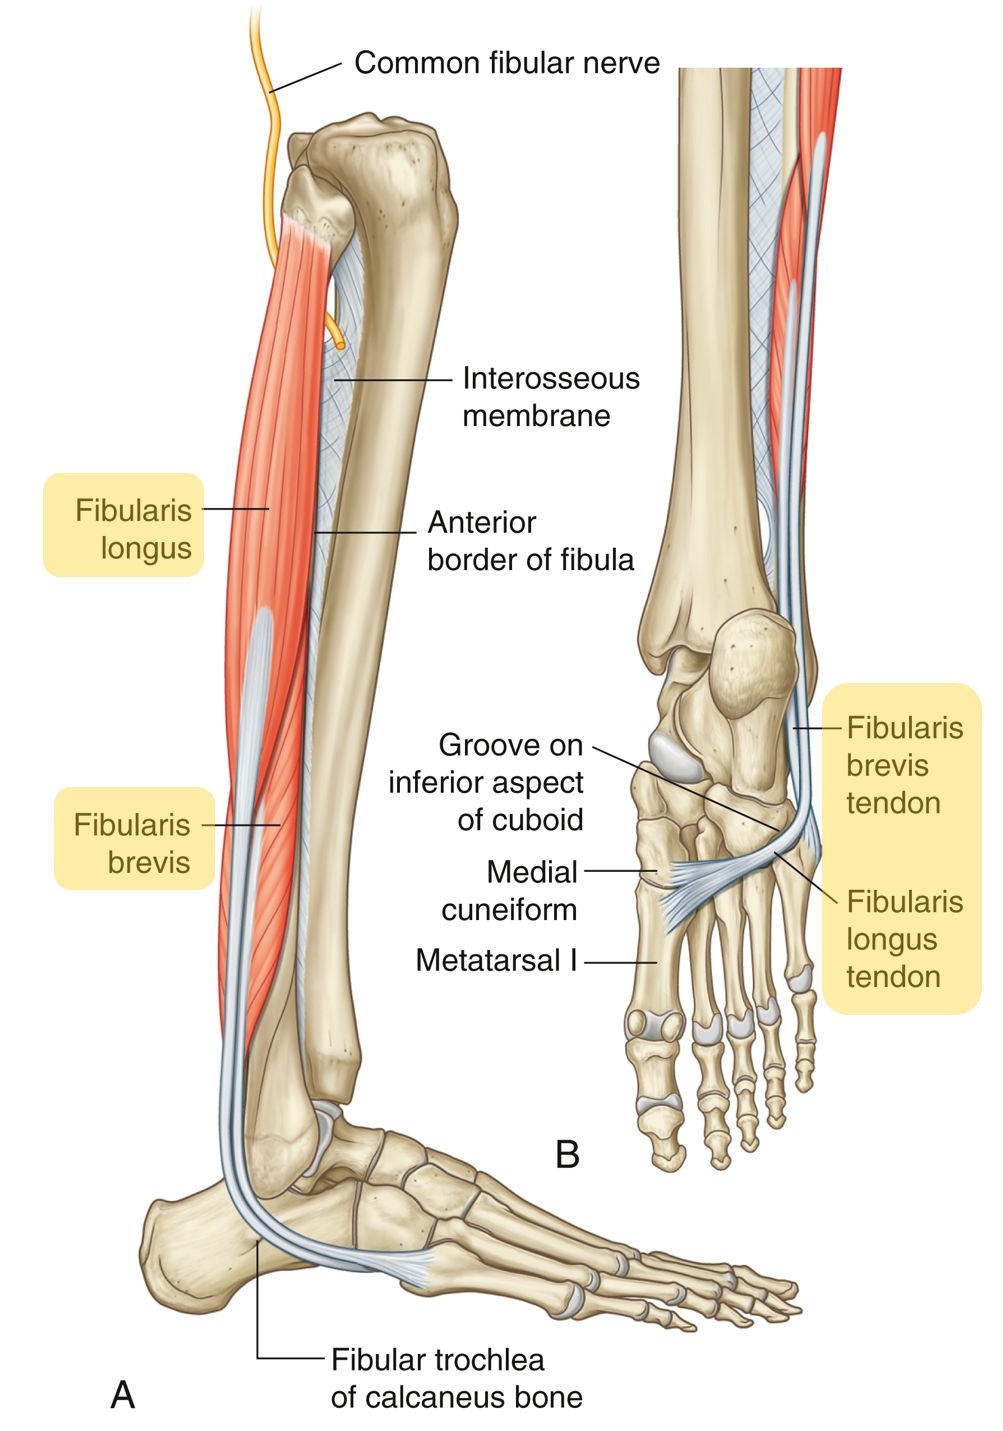 Common fibular nerve
Interosseous
membrane
Fibularis
longus
Anterior
border of fibula
Fibularis
brevis
Groove on
inferior aspect
of cuboid
Medial
cuneiform
Metatarsal I
Fibularis
brevis
tendon
Fibularis
longus
tendon
B
Fibular trochlea
of calcaneus bone
A